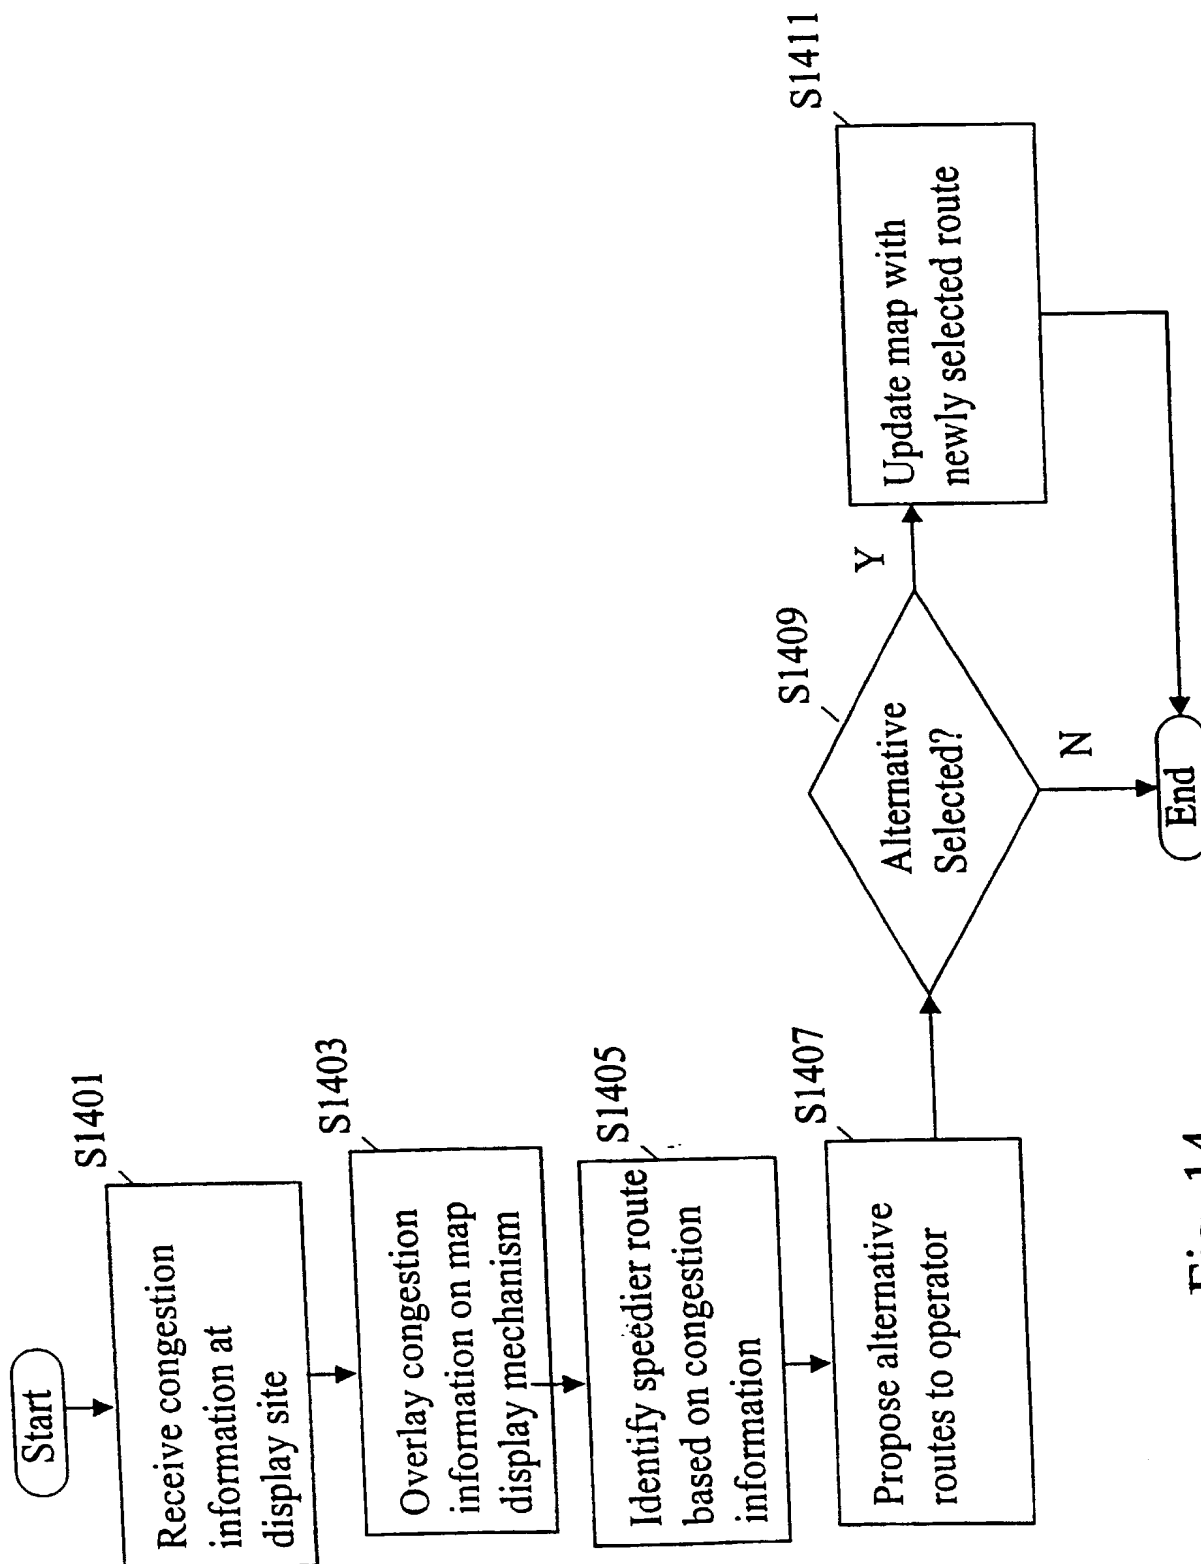 Start
S1401
Receive congestion
information at
display site
S1403
Overlay congestion
information on map
display mechanism
S1405
Identify speedier route
based on congestion
information
S1407
Propose alternative
routes to operator
S1409
Alternative
Selected?
Y
N
S1411
Update map with
newly selected route
End